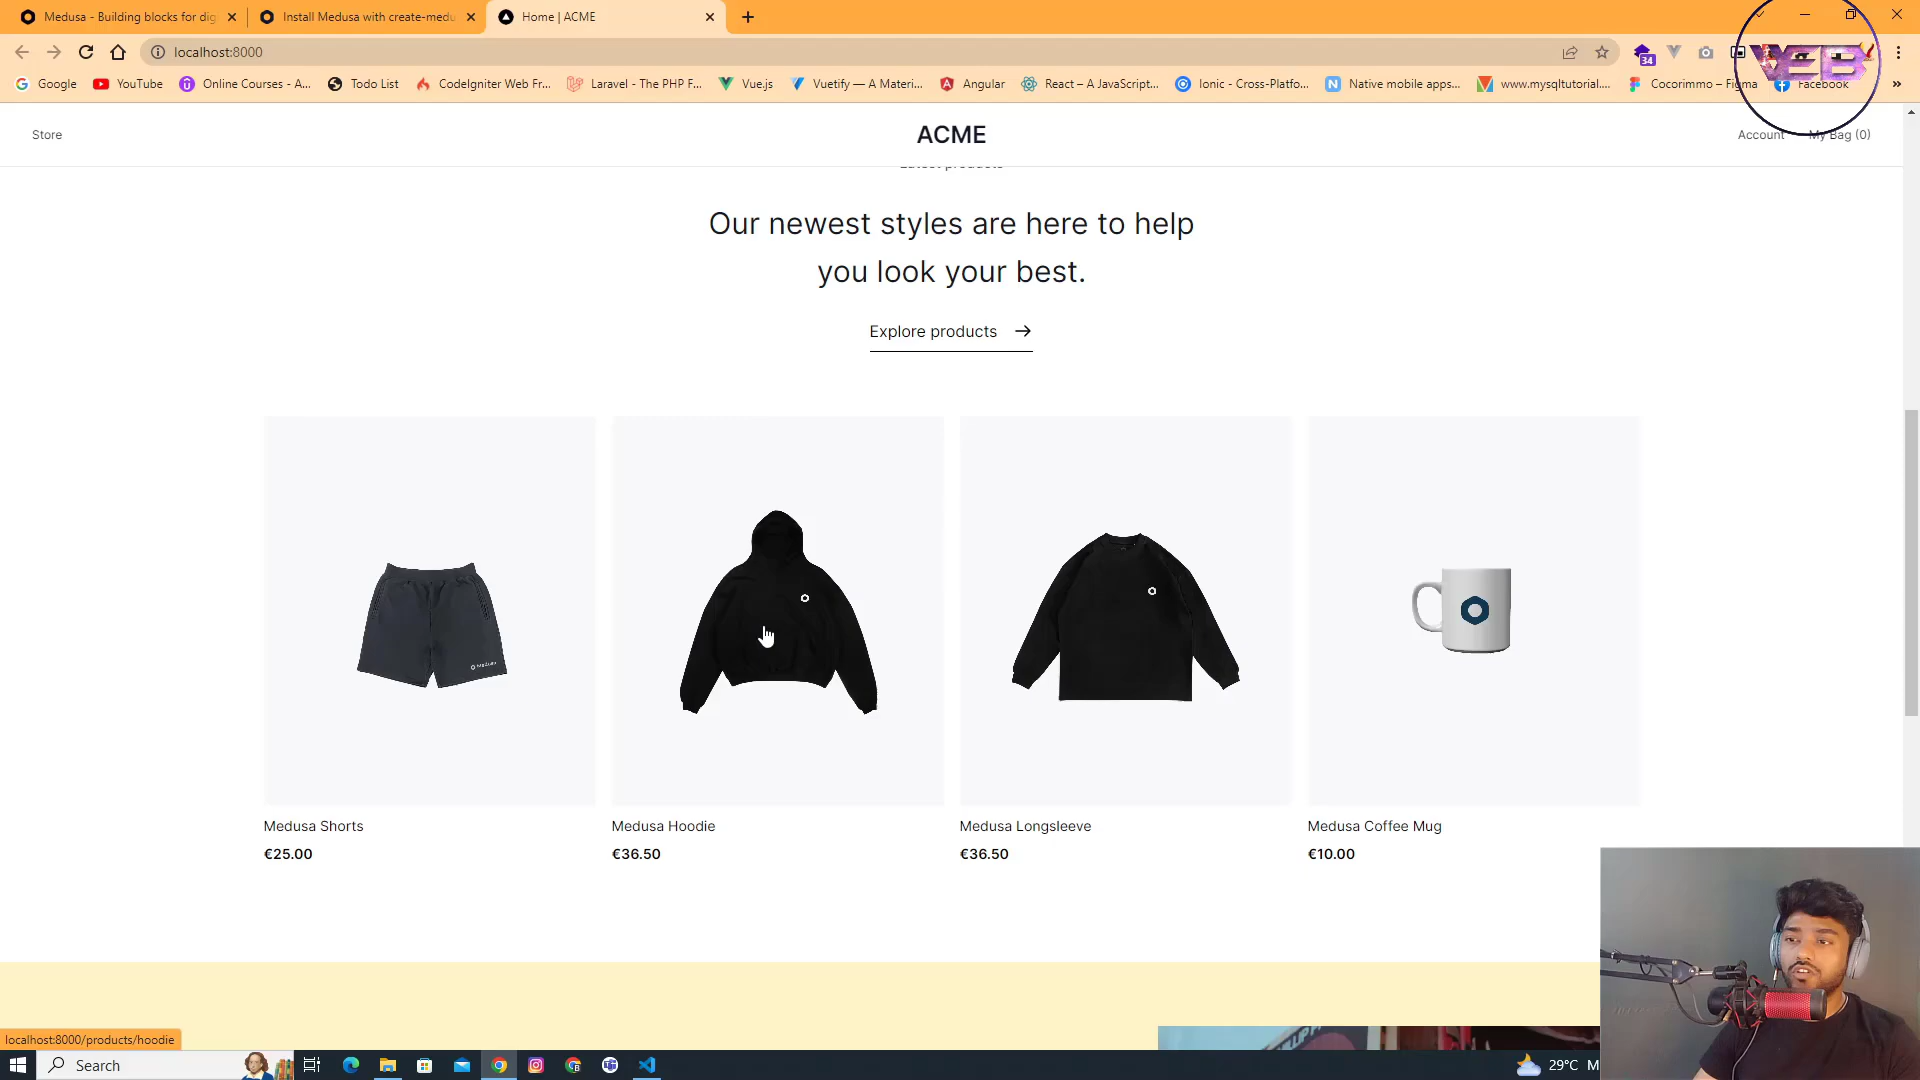 Medusa - Building blocks for dig
Install Medusa with create-medu
Home | ACME
localhost:8000
34
WEB
Google
YouTube
Online Courses - A...
Todo List
CodeIgniter Web Fr...
Laravel - The PHP F...
Vue.js
Vuetify — A Materi...
Angular
React – A JavaScript...
Ionic - Cross-Platfo...
Native mobile apps...
www.mysqltutorial....
Cocorimmo – Figma
Facebook
»
Store
ACME
Account
My Bag (0)
Latest products
Our newest styles are here to help
you look your best.
Explore products
Medusa Shorts
€25.00
Medusa Hoodie
€36.50
Medusa Longsleeve
€36.50
Medusa Coffee Mug
€10.00
localhost:8000/products/hoodie
Search
29°C M